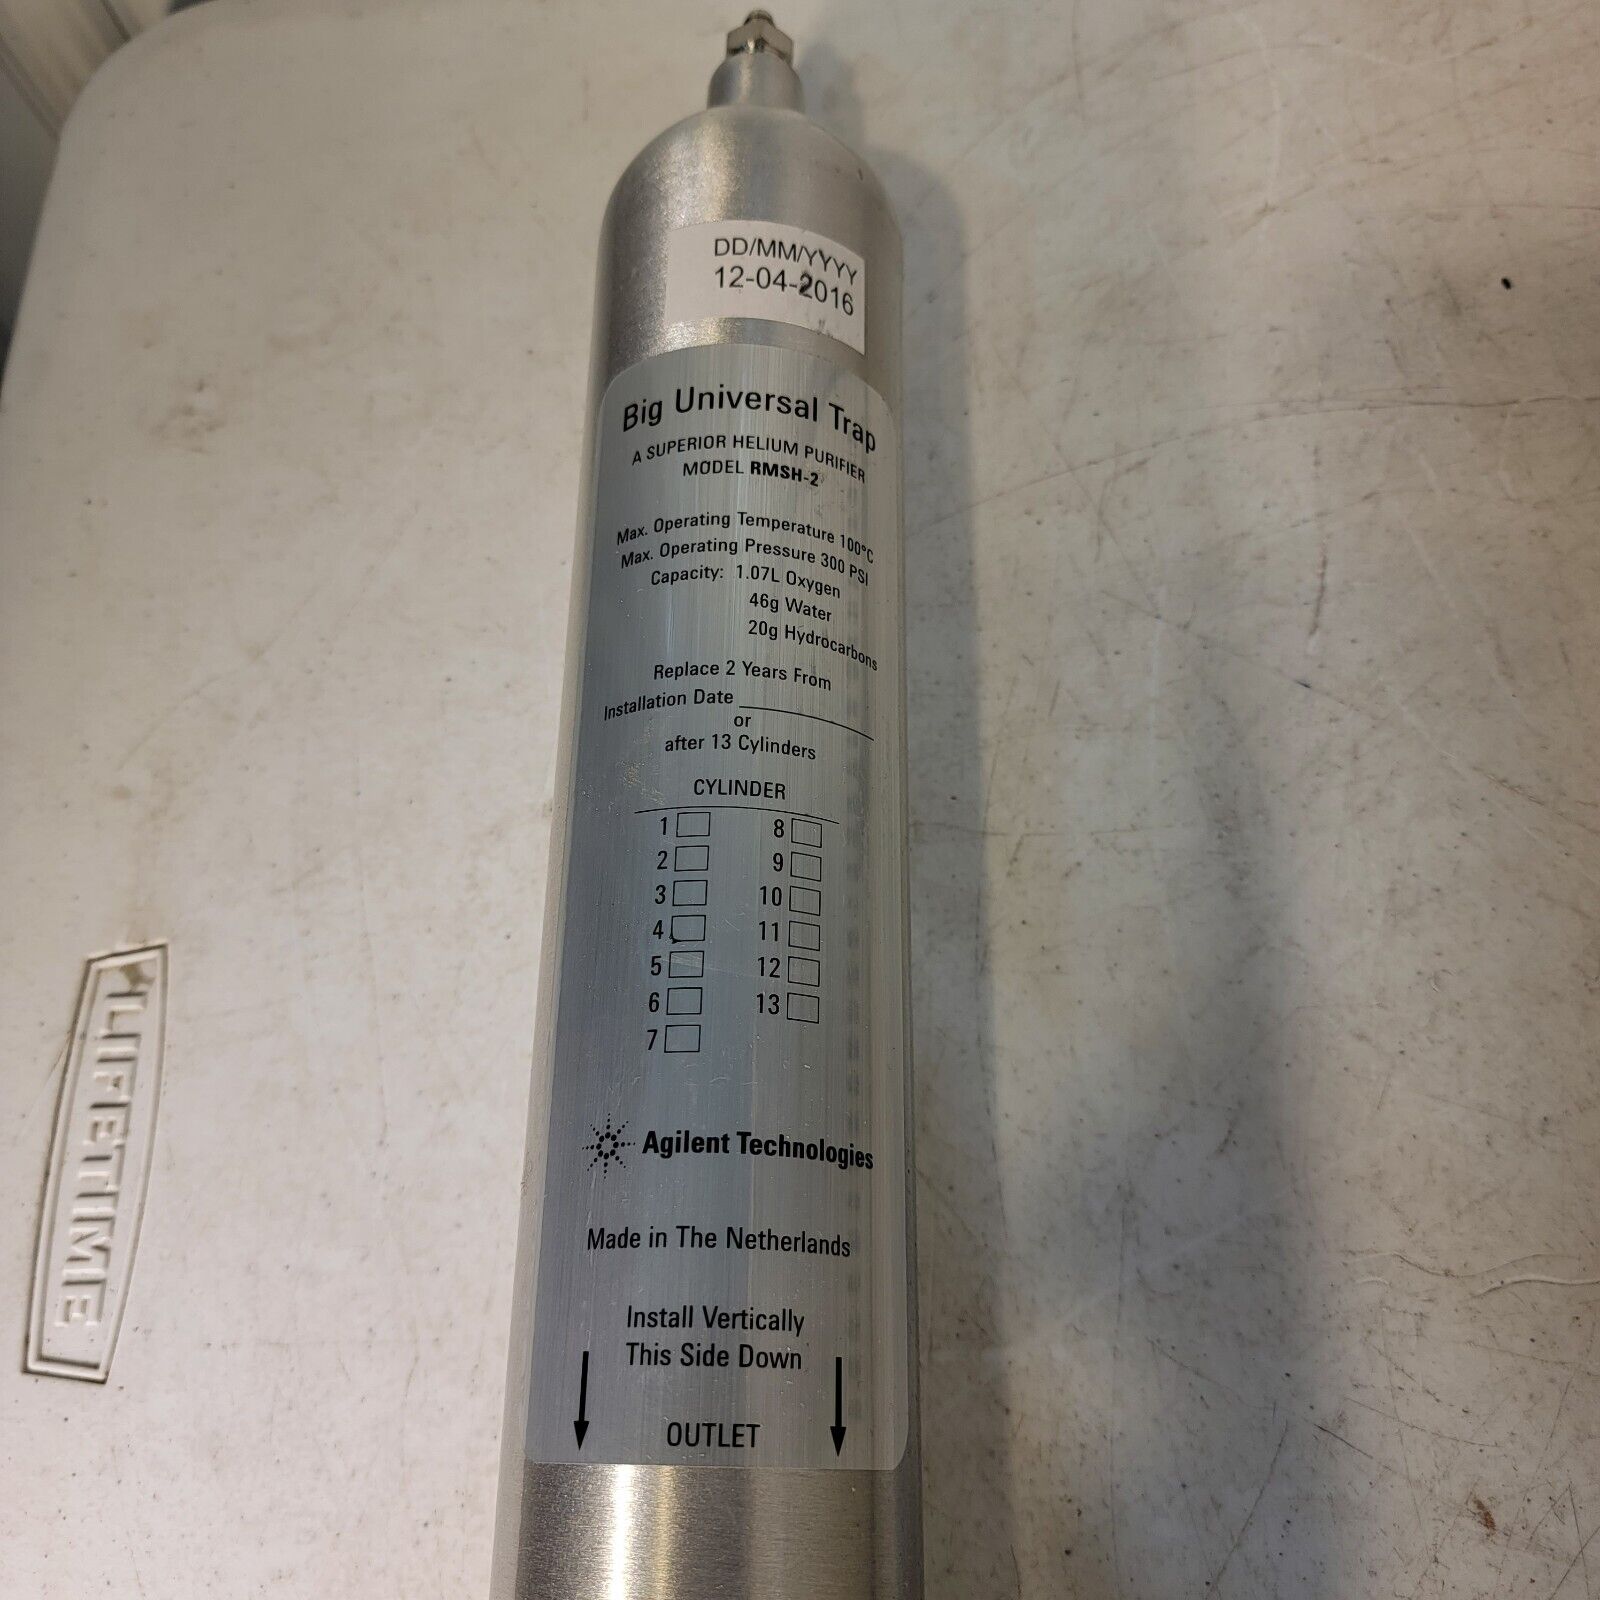 DD/MM/YYYY
12-04-2016
Big Universal Trap
A SUPERIOR HELIUM PURIFIER
MODEL RMSH-2
Max. Operating Temperature 100°C
Max. Operating Pressure 300 PSI
Capacity: 1.07L Oxygen
46g Water
20g Hydrocarbons
Replace 2 Years From
Installation Date
or
after 13 Cylinders
CYLINDER
1 8
2 9
3 10
4 11
5 12
6 13
7
Agilent Technologies
Made in The Netherlands
Install Vertically
This Side Down
OUTLET
LIFETIME